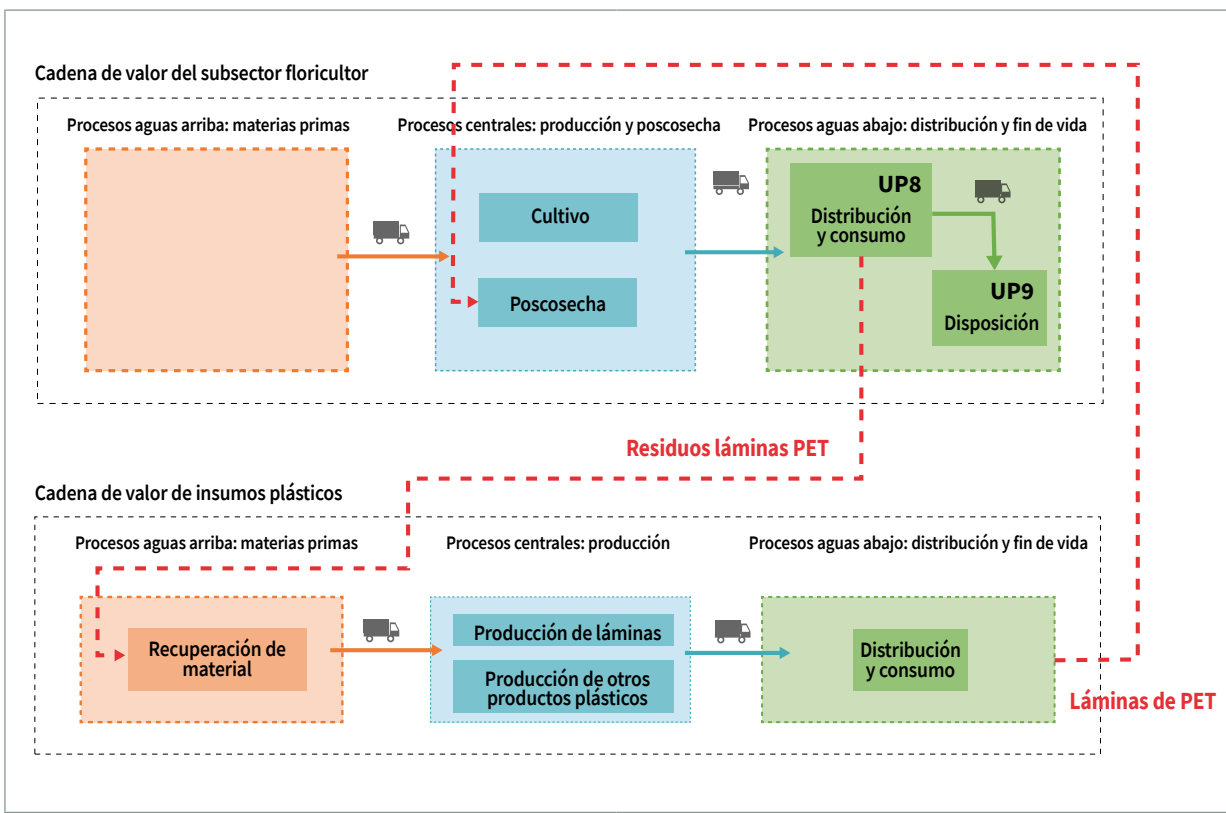 Cadena de valor del subsector floricultor
Procesos aguas arriba: materias primas
Procesos centrales: producción y poscosecha
Procesos aguas abajo: distribución y fin de vida
Cultivo
Poscosecha
UP8
Distribución
y consumo
UP9
Disposición
Residuos láminas PET
Cadena de valor de insumos plásticos
Procesos aguas arriba: materias primas
Procesos centrales: producción
Procesos aguas abajo: distribución y fin de vida
Recuperación de
material
Producción de láminas
Producción de otros
productos plásticos
Distribución
y consumo
Láminas de PET